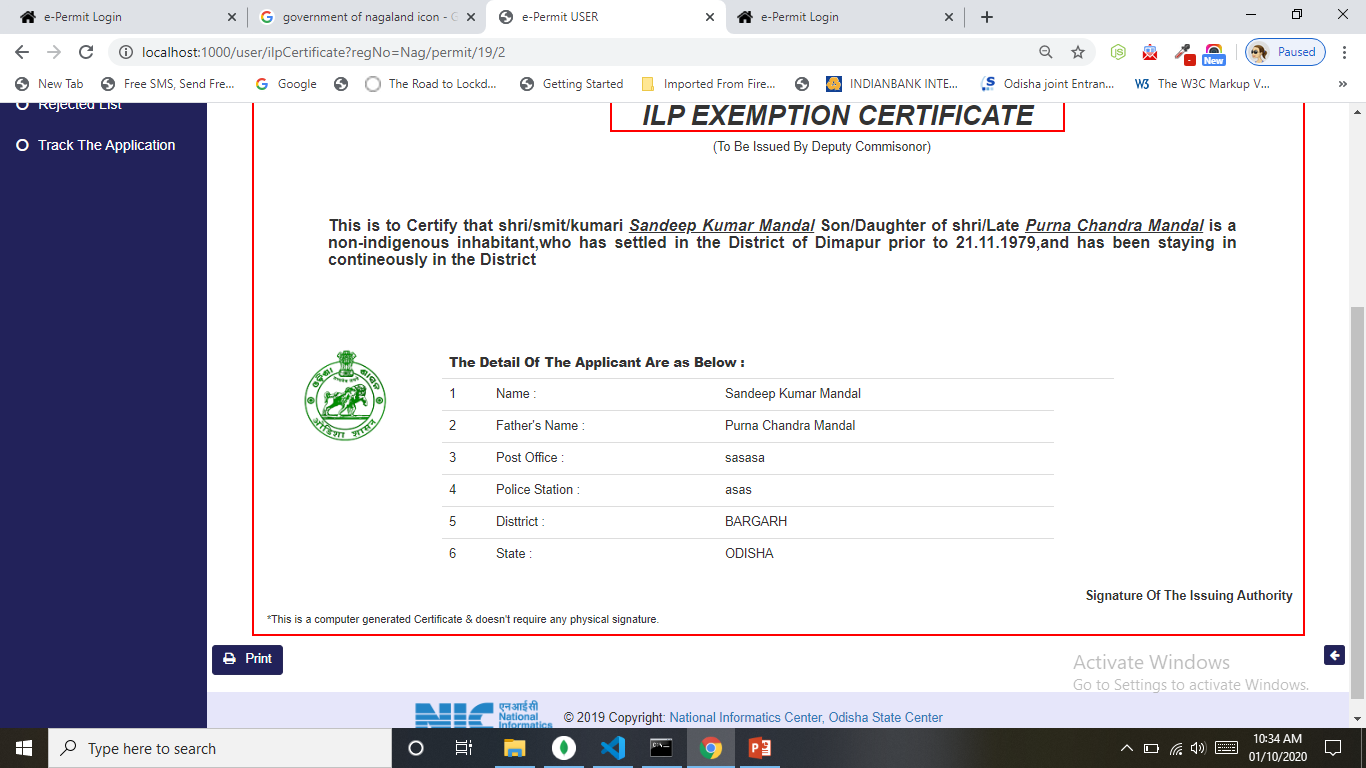 e-Permit Login
government of nagaland icon - G
e-Permit USER
e-Permit Login
localhost:1000/user/ilpCertificate?regNo=Nag/permit/19/2
Paused
New
New Tab
Free SMS, Send Fre...
Google
The Road to Lockd...
Getting Started
Imported From Fire...
INDIANBANK INTE...
Odisha joint Entran...
The W3C Markup V...
»
Rejected List
Track The Application
ILP EXEMPTION CERTIFICATE
(To Be Issued By Deputy Commisonor)
This is to Certify that shri/smit/kumari Sandeep Kumar Mandal Son/Daughter of shri/Late Purna Chandra Mandal is a
non-indigenous inhabitant,who has settled in the District of Dimapur prior to 21.11.1979,and has been staying in
contineously in the District
The Detail Of The Applicant Are as Below :
1 Name : Sandeep Kumar Mandal
2 Father's Name : Purna Chandra Mandal
3 Post Office : sasasa
4 Police Station : asas
5 Disttrict : BARGARH
6 State : ODISHA
Signature Of The Issuing Authority
*This is a computer generated Certificate & doesn't require any physical signature.
Print
Activate Windows
Go to Settings to activate Windows.
NIC
एन आई सी
National
Informatics
© 2019 Copyright: National Informatics Center, Odisha State Center
Type here to search
10:34 AM
01/10/2020